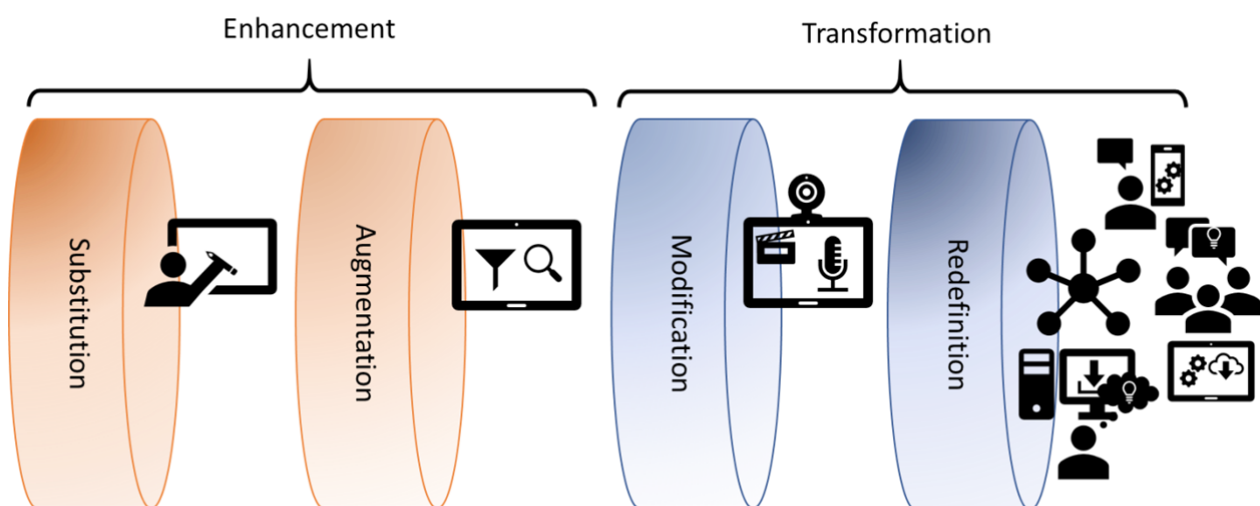 Enhancement
Transformation
Substitution
Augmentation
Modification
Redefinition